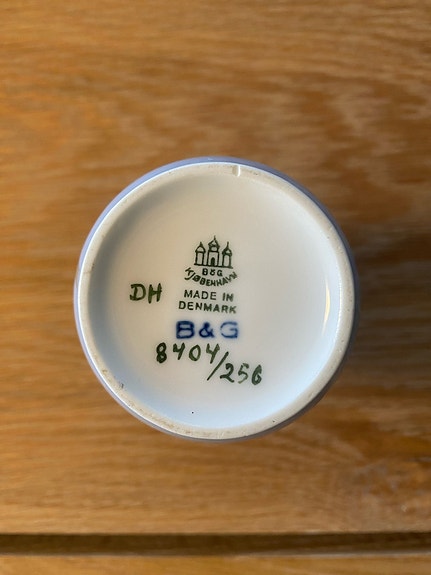 B&G
KJØBENHAVN
DH
MADE IN
DENMARK
B&G
8404/256